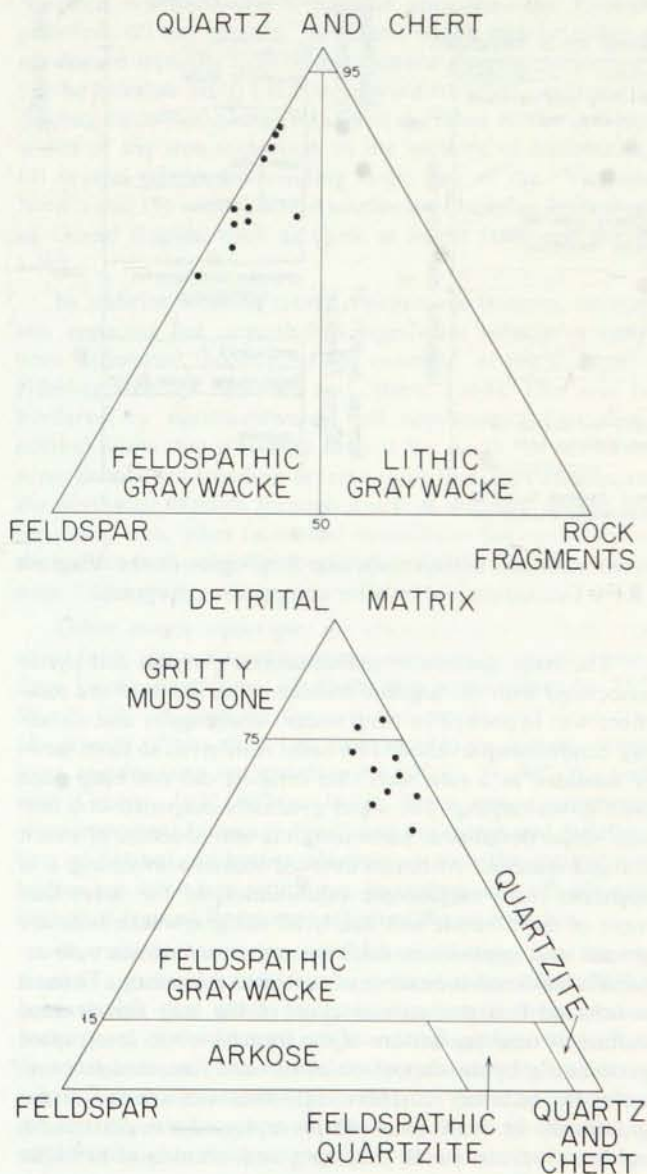 QUARTZ AND CHERT
95
FELDSPATHIC
GRAYWACKE
LITHIC
GRAYWACKE
FELDSPAR
50
ROCK
FRAGMENTS
DETRITAL MATRIX
GRITTY
MUDSTONE
75
QUARTZITE
FELDSPATHIC
GRAYWACKE
15
ARKOSE
FELDSPAR
FELDSPATHIC
QUARTZITE
QUARTZ
AND
CHERT